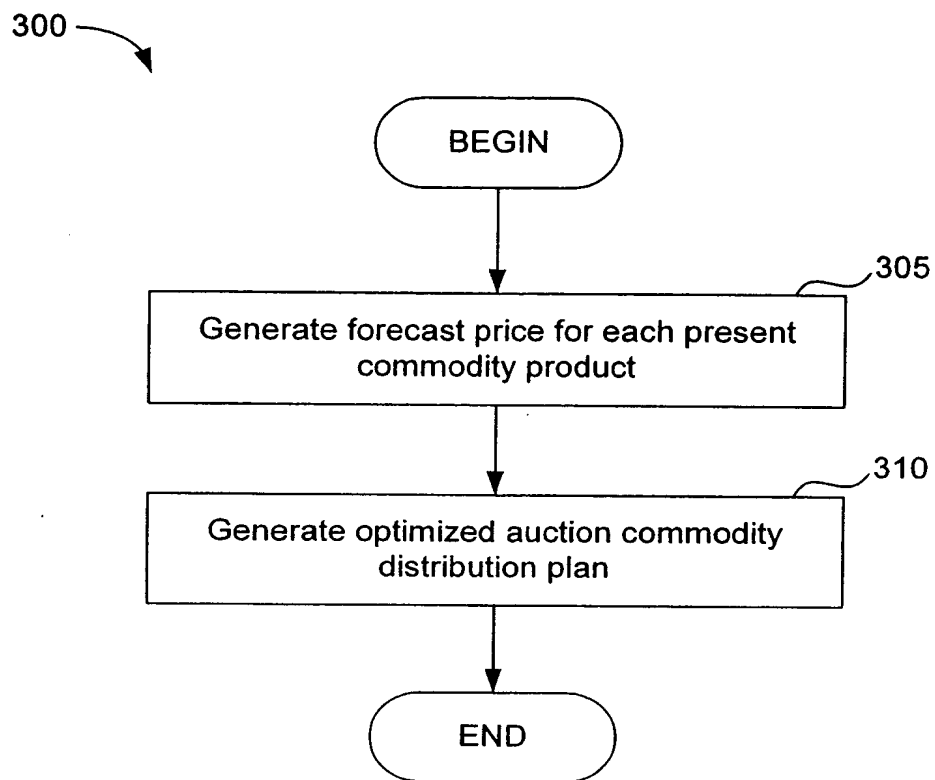 300
BEGIN
305
Generate forecast price for each present
commodity product
310
Generate optimized auction commodity
distribution plan
END